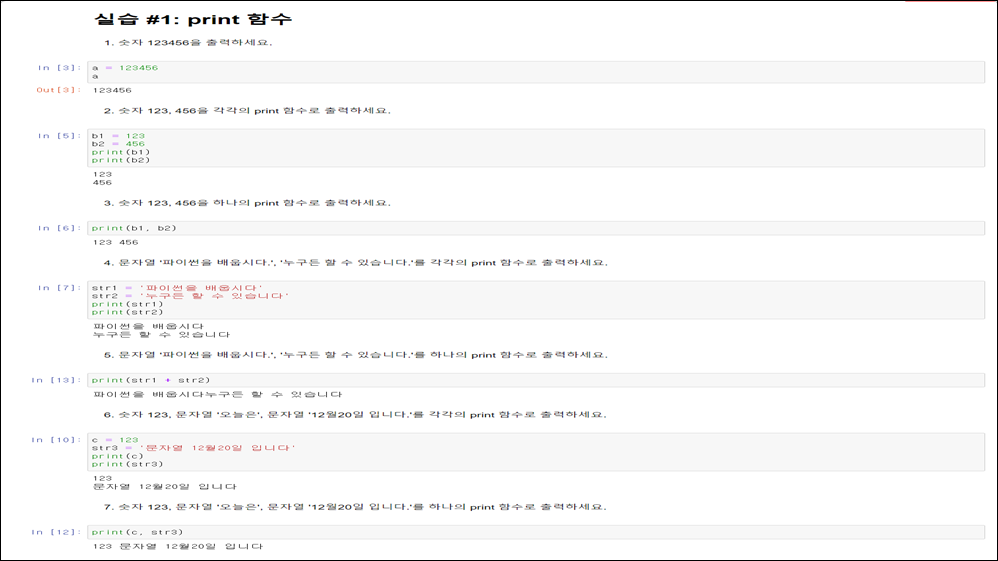 실습 #1: print 함수
1. 숫자 123456을 출력하세요.
In [3]: a = 123456
a
Out[3]: 123456
2. 숫자 123, 456을 각각의 print 함수로 출력하세요.
In [5]: b1 = 123
b2 = 456
print(b1)
print(b2)
123
456
3. 숫자 123, 456을 하나의 print 함수로 출력하세요.
In [6]: print(b1, b2)
123 456
4. 문자열 '파이썬을 배웁시다.', '누구든 할 수 있습니다.'를 각각의 print 함수로 출력하세요.
In [7]: str1 = '파이썬을 배웁시다'
str2 = '누구든 할 수 잇습니다'
print(str1)
print(str2)
파이썬을 배웁시다
누구든 할 수 잇습니다
5. 문자열 '파이썬을 배웁시다.', '누구든 할 수 있습니다.'를 하나의 print 함수로 출력하세요.
In [13]: print(str1 + str2)
파이썬을 배웁시다누구든 할 수 잇습니다
6. 숫자 123, 문자열 '오늘은', 문자열 '12월20일 입니다.'를 각각의 print 함수로 출력하세요.
In [10]: c = 123
str3 = '문자열 12월20일 입니다'
print(c)
print(str3)
123
문자열 12월20일 입니다
7. 숫자 123, 문자열 '오늘은', 문자열 '12월20일 입니다.'를 하나의 print 함수로 출력하세요.
In [12]: print(c, str3)
123 문자열 12월20일 입니다